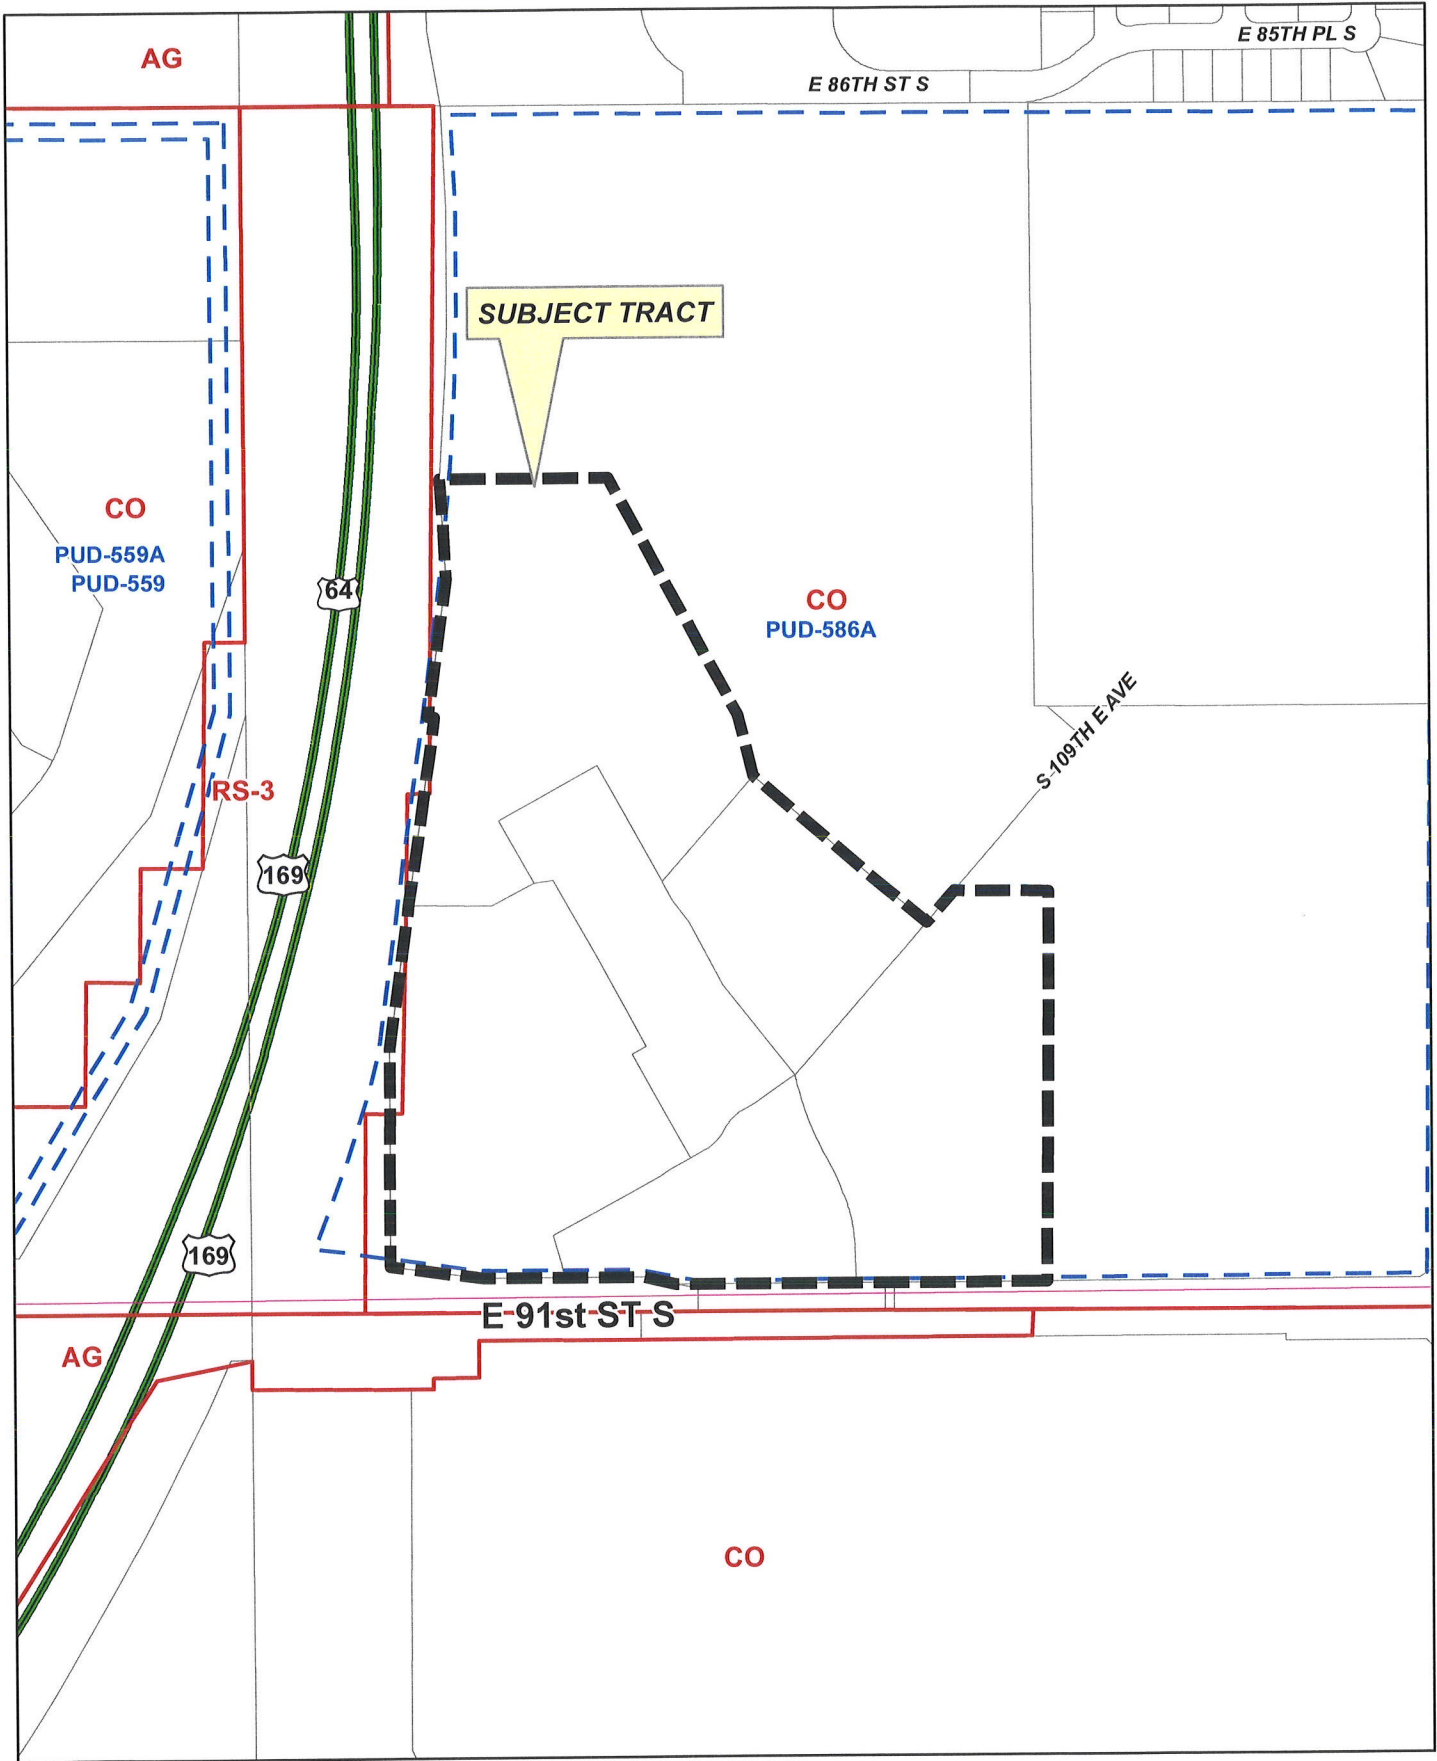 E 85TH PL S
AG
E 86TH ST S
SUBJECT TRACT
CO
PUD-559A
PUD-559
64
CO
PUD-586A
S 109TH E AVE
RS-3
169
169
E 91st ST S
AG
CO